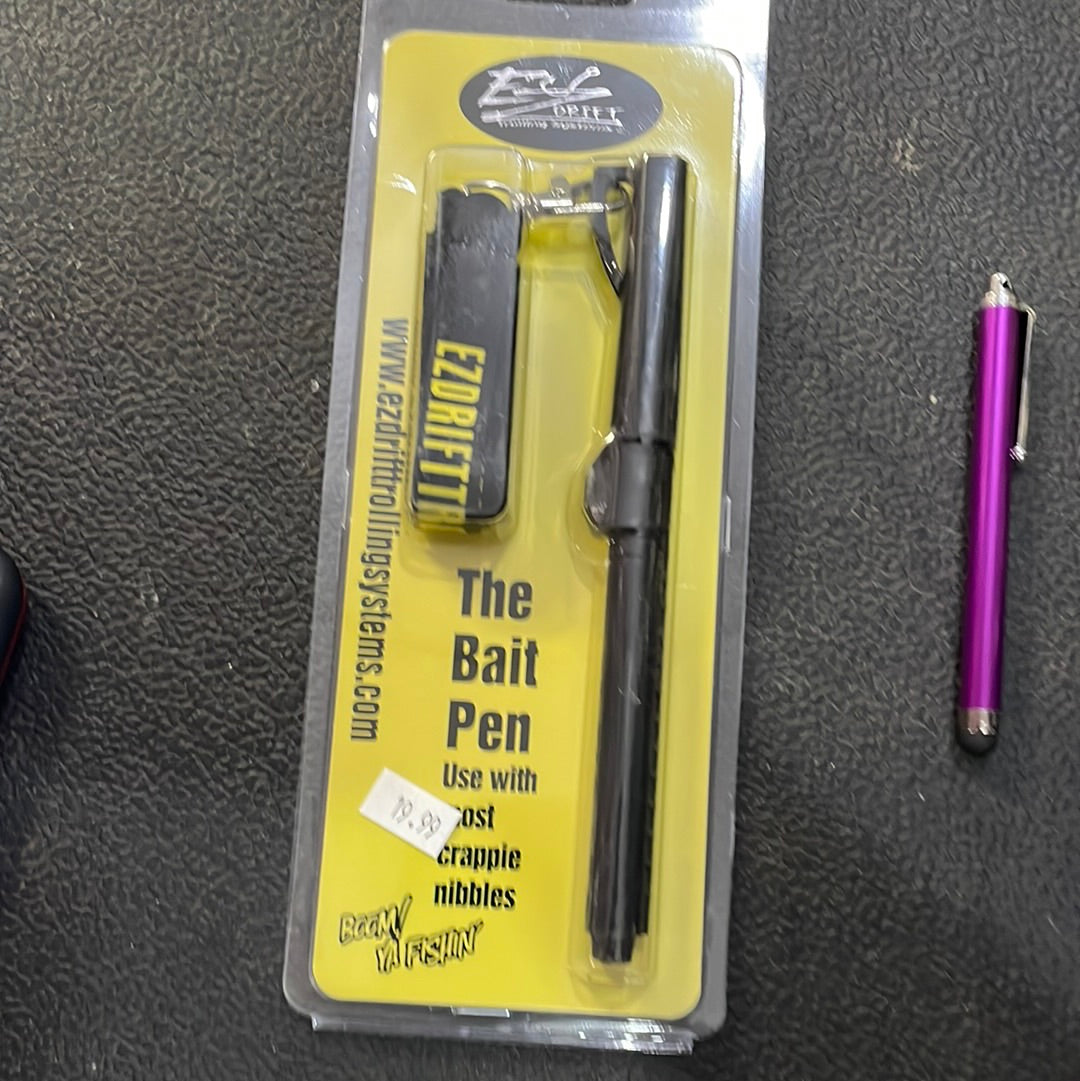 EZ
DRIFT
Trolling Systems
EZDRIFTTR
www.ezdrifttrollingsystems.com
The
Bait
Pen
Use with
ost
crappie
nibbles
19.99
BOOM!
YA FISHIN'